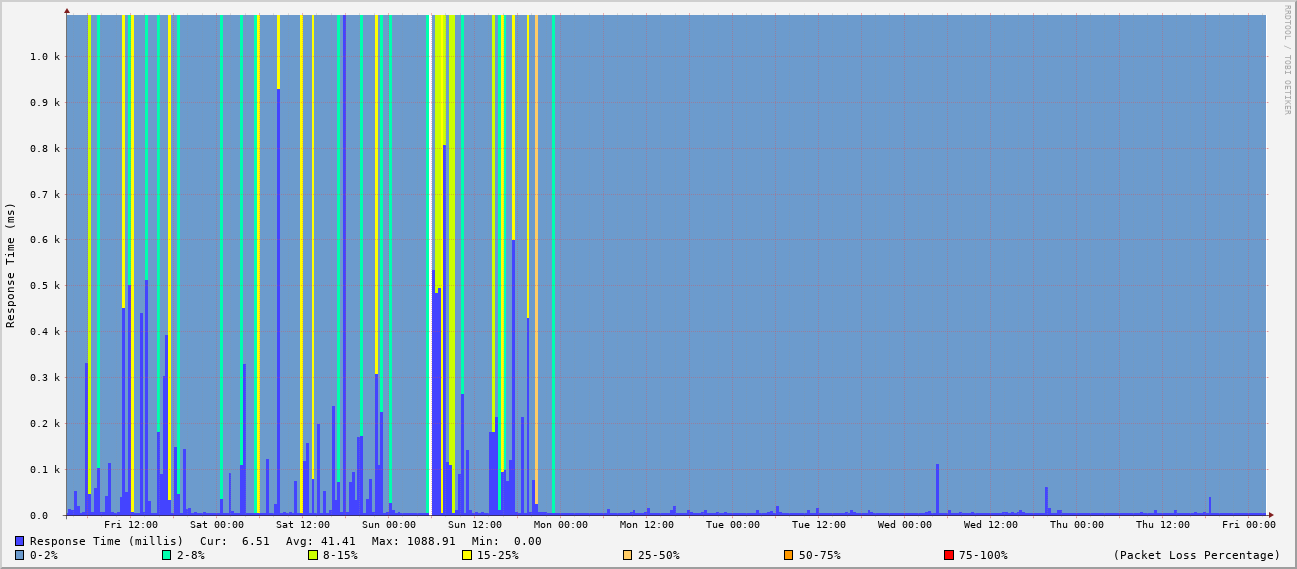 RRDTOOL / TOBI OETIKER
Response Time (ms)
1.0 k
0.9 k
0.8 k
0.7 k
0.6 k
0.5 k
0.4 k
0.3 k
0.2 k
0.1 k
0.0
Fri 12:00 Sat 00:00 Sat 12:00 Sun 00:00 Sun 12:00 Mon 00:00 Mon 12:00 Tue 00:00 Tue 12:00 Wed 00:00 Wed 12:00 Thu 00:00 Thu 12:00 Fri 00:00
Response Time (millis) Cur: 6.51 Avg: 41.41 Max: 1088.91 Min: 0.00
0-2% 2-8% 8-15% 15-25% 25-50% 50-75% 75-100% (Packet Loss Percentage)